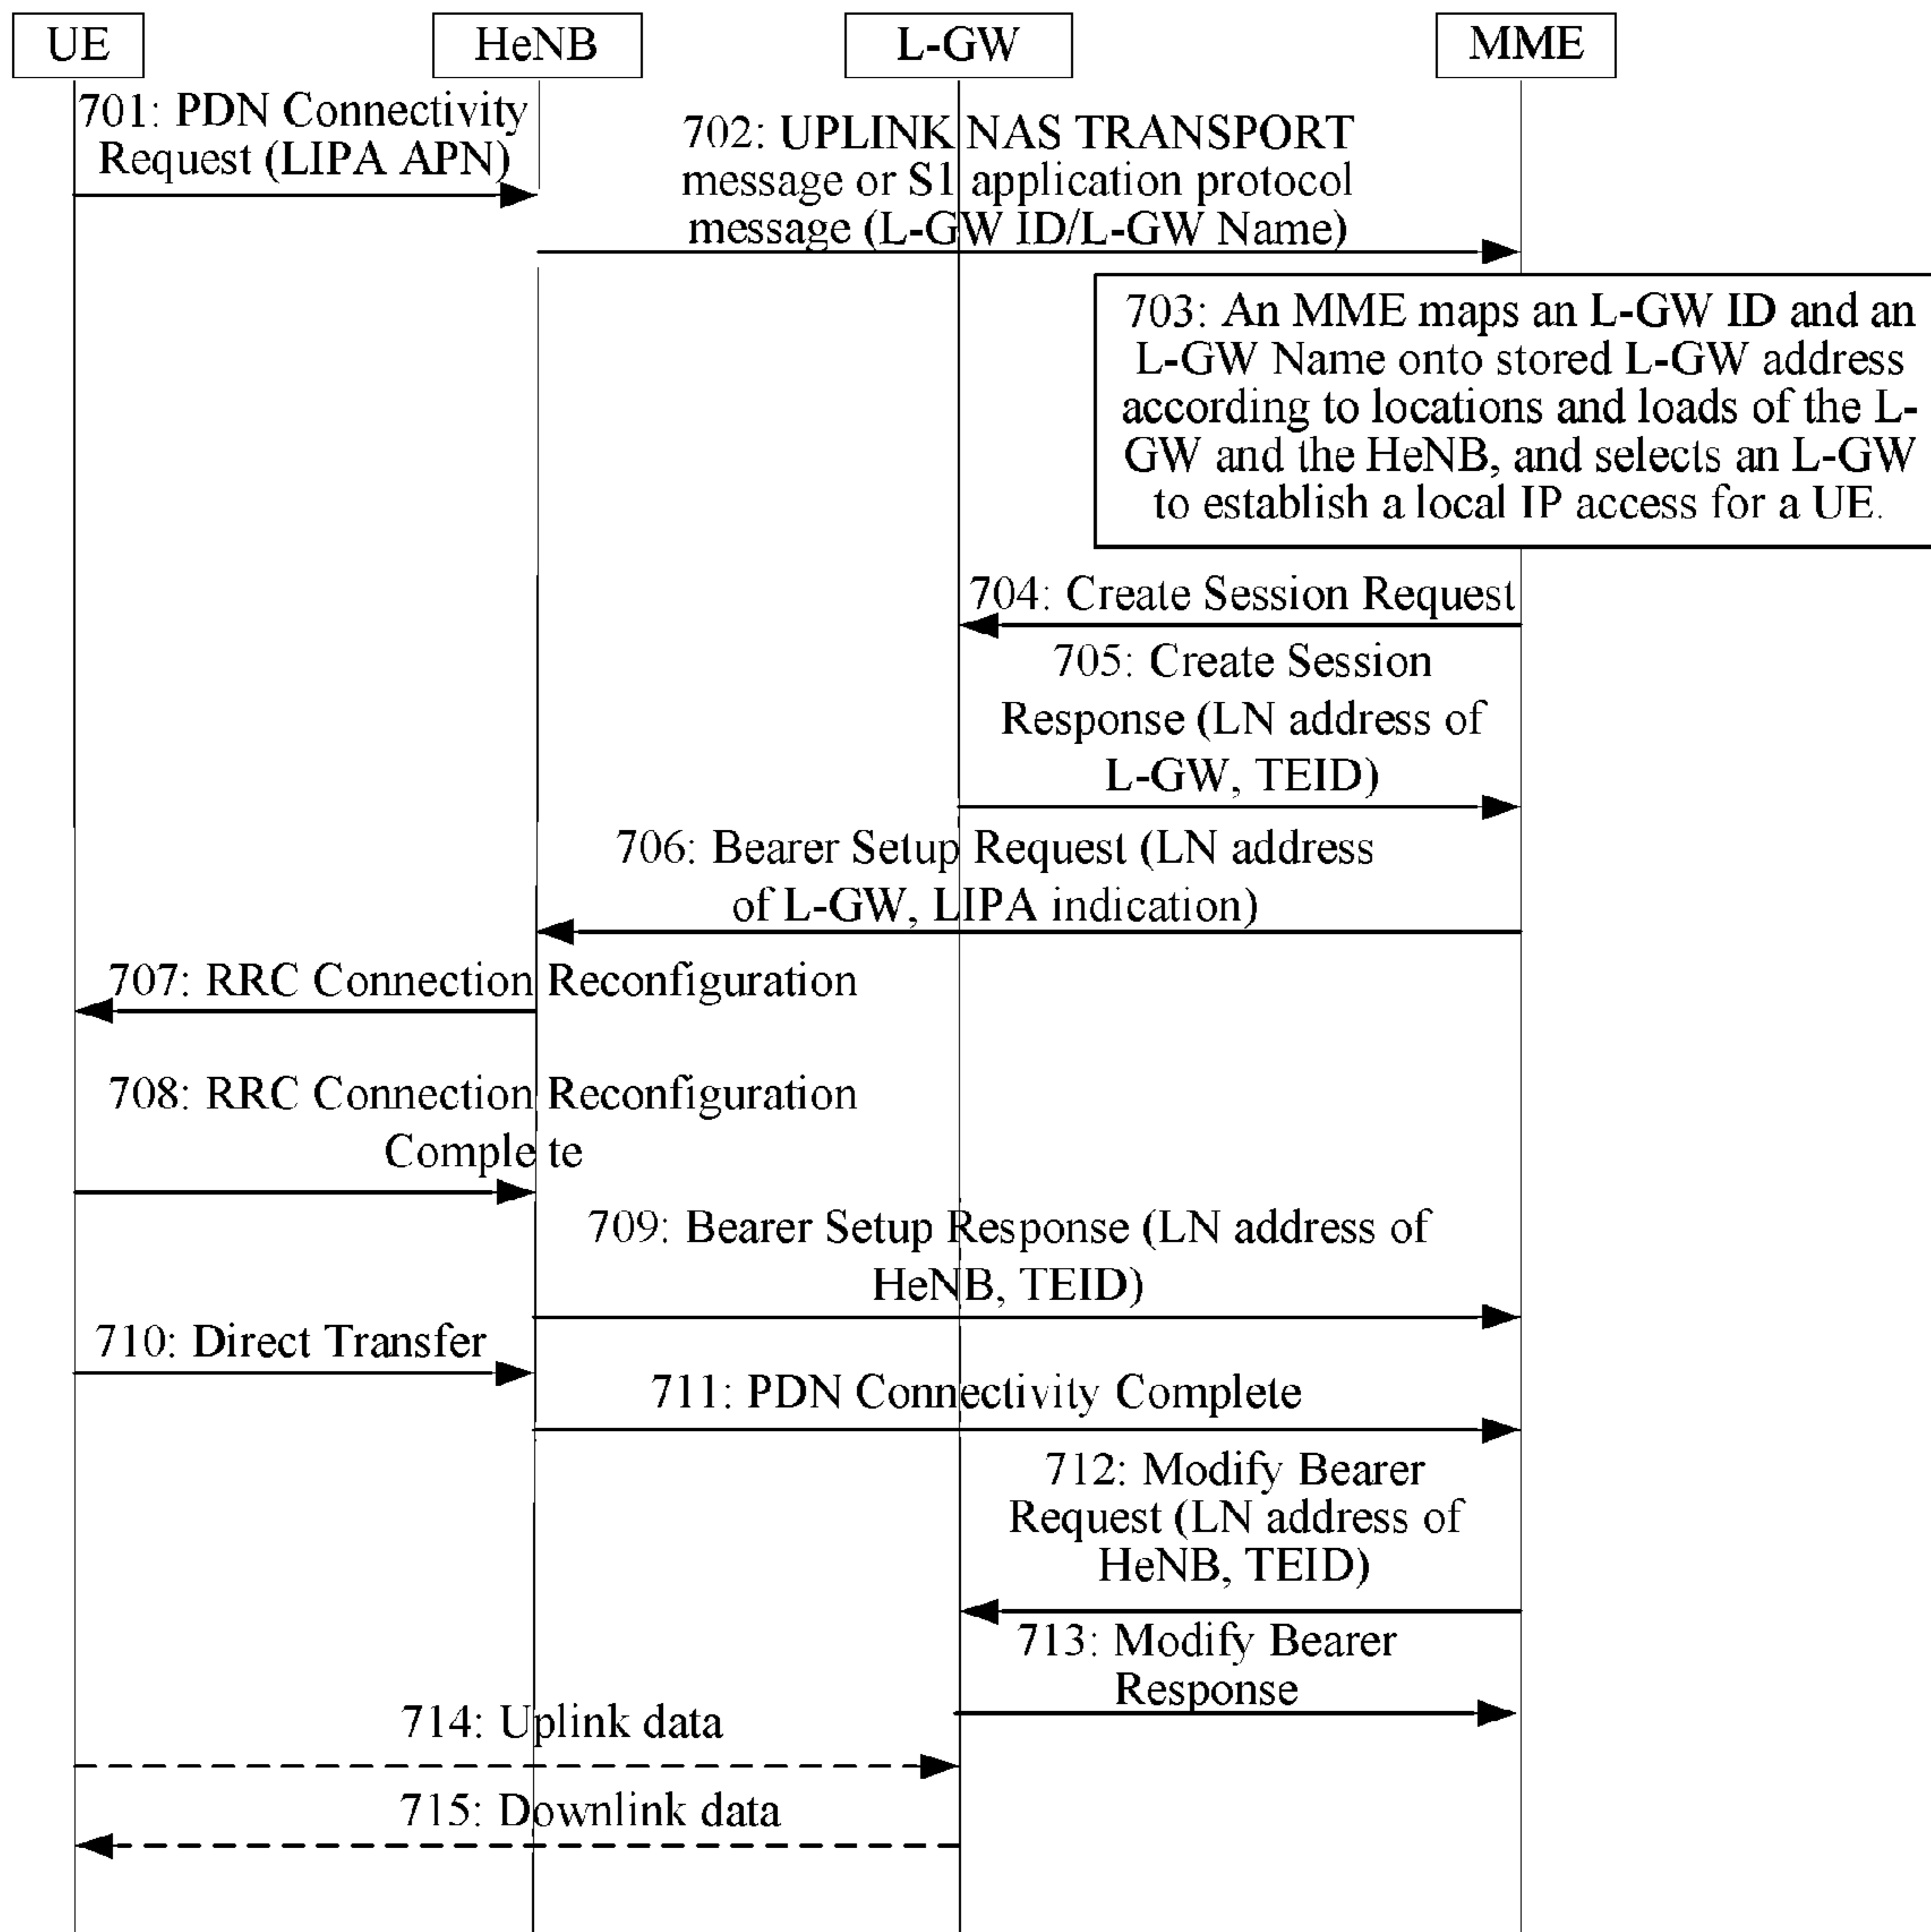 UE
HeNB
L-GW
MME
701: PDN Connectivity
Request (LIPA APN)
702: UPLINK NAS TRANSPORT
message or S1 application protocol
message (L-GW ID/L-GW Name)
703: An MME maps an L-GW ID and an
L-GW Name onto stored L-GW address
according to locations and loads of the L-
GW and the HeNB, and selects an L-GW
to establish a local IP access for a UE.
704: Create Session Request
705: Create Session
Response (LN address of
L-GW, TEID)
706: Bearer Setup Request (LN address
of L-GW, LIPA indication)
707: RRC Connection Reconfiguration
708: RRC Connection Reconfiguration
Complete
709: Bearer Setup Response (LN address of
HeNB, TEID)
710: Direct Transfer
711: PDN Connectivity Complete
712: Modify Bearer
Request (LN address of
HeNB, TEID)
713: Modify Bearer
Response
714: Uplink data
715: Downlink data